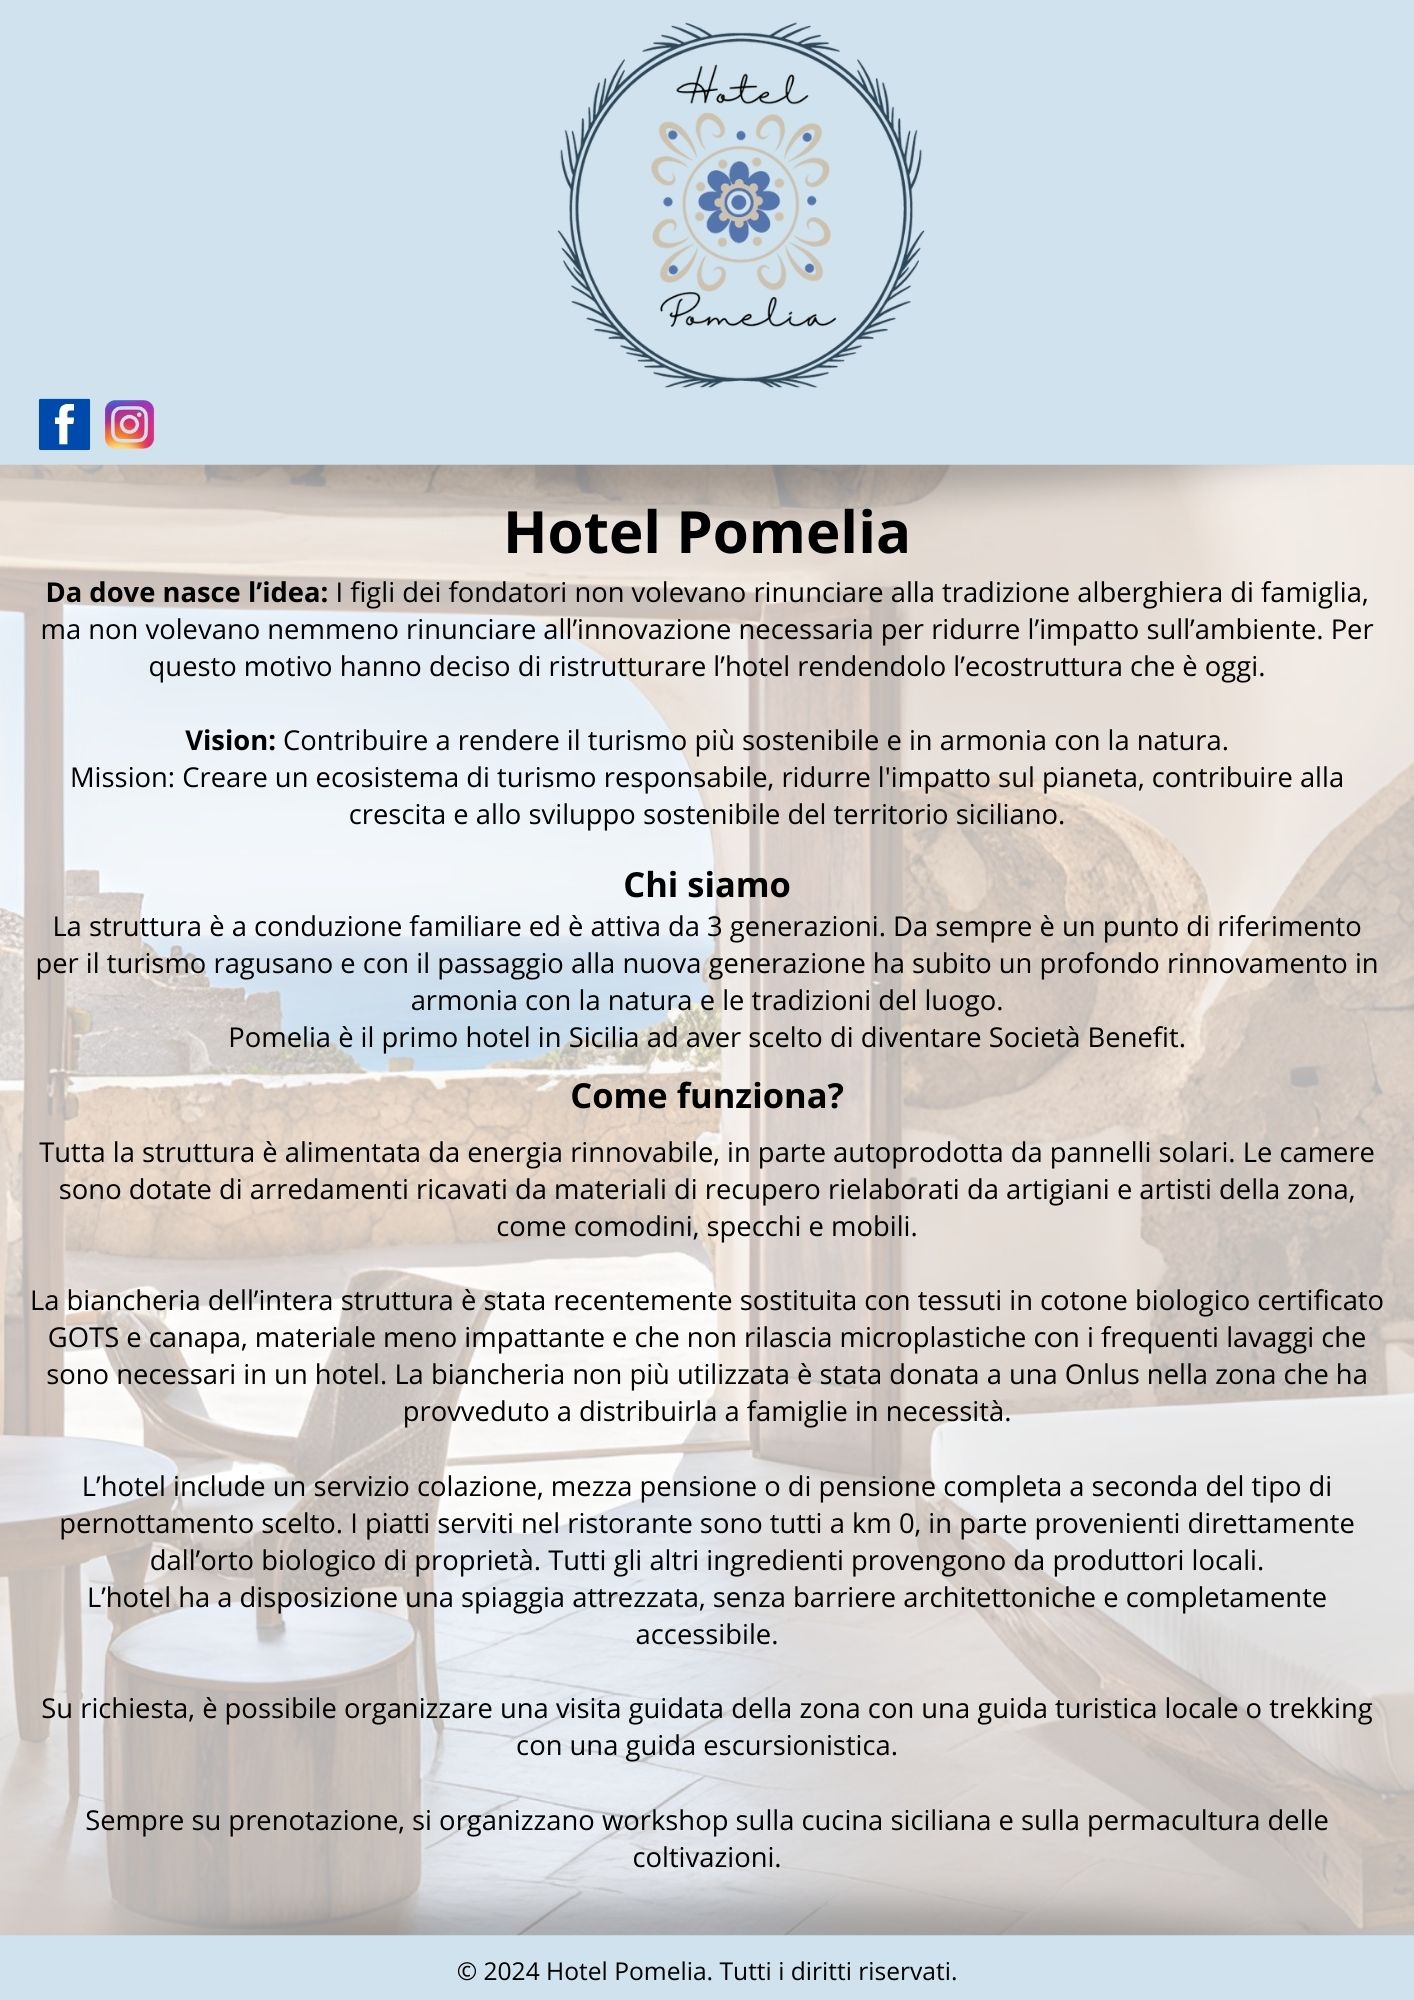 Hotel
Pomelia
Hotel Pomelia
Da dove nasce l’idea: I figli dei fondatori non volevano rinunciare alla tradizione alberghiera di famiglia,
ma non volevano nemmeno rinunciare all’innovazione necessaria per ridurre l’impatto sull’ambiente. Per
questo motivo hanno deciso di ristrutturare l’hotel rendendolo l’ecostruttura che è oggi.
Vision: Contribuire a rendere il turismo più sostenibile e in armonia con la natura.
Mission: Creare un ecosistema di turismo responsabile, ridurre l'impatto sul pianeta, contribuire alla
crescita e allo sviluppo sostenibile del territorio siciliano.
Chi siamo
La struttura è a conduzione familiare ed è attiva da 3 generazioni. Da sempre è un punto di riferimento
per il turismo ragusano e con il passaggio alla nuova generazione ha subito un profondo rinnovamento in
armonia con la natura e le tradizioni del luogo.
Pomelia è il primo hotel in Sicilia ad aver scelto di diventare Società Benefit.
Come funziona?
Tutta la struttura è alimentata da energia rinnovabile, in parte autoprodotta da pannelli solari. Le camere
sono dotate di arredamenti ricavati da materiali di recupero rielaborati da artigiani e artisti della zona,
come comodini, specchi e mobili.
La biancheria dell’intera struttura è stata recentemente sostituita con tessuti in cotone biologico certificato
GOTS e canapa, materiale meno impattante e che non rilascia microplastiche con i frequenti lavaggi che
sono necessari in un hotel. La biancheria non più utilizzata è stata donata a una Onlus nella zona che ha
provveduto a distribuirla a famiglie in necessità.
L’hotel include un servizio colazione, mezza pensione o di pensione completa a seconda del tipo di
pernottamento scelto. I piatti serviti nel ristorante sono tutti a km 0, in parte provenienti direttamente
dall’orto biologico di proprietà. Tutti gli altri ingredienti provengono da produttori locali.
L’hotel ha a disposizione una spiaggia attrezzata, senza barriere architettoniche e completamente
accessibile.
Su richiesta, è possibile organizzare una visita guidata della zona con una guida turistica locale o trekking
con una guida escursionistica.
Sempre su prenotazione, si organizzano workshop sulla cucina siciliana e sulla permacultura delle
coltivazioni.
© 2024 Hotel Pomelia. Tutti i diritti riservati.